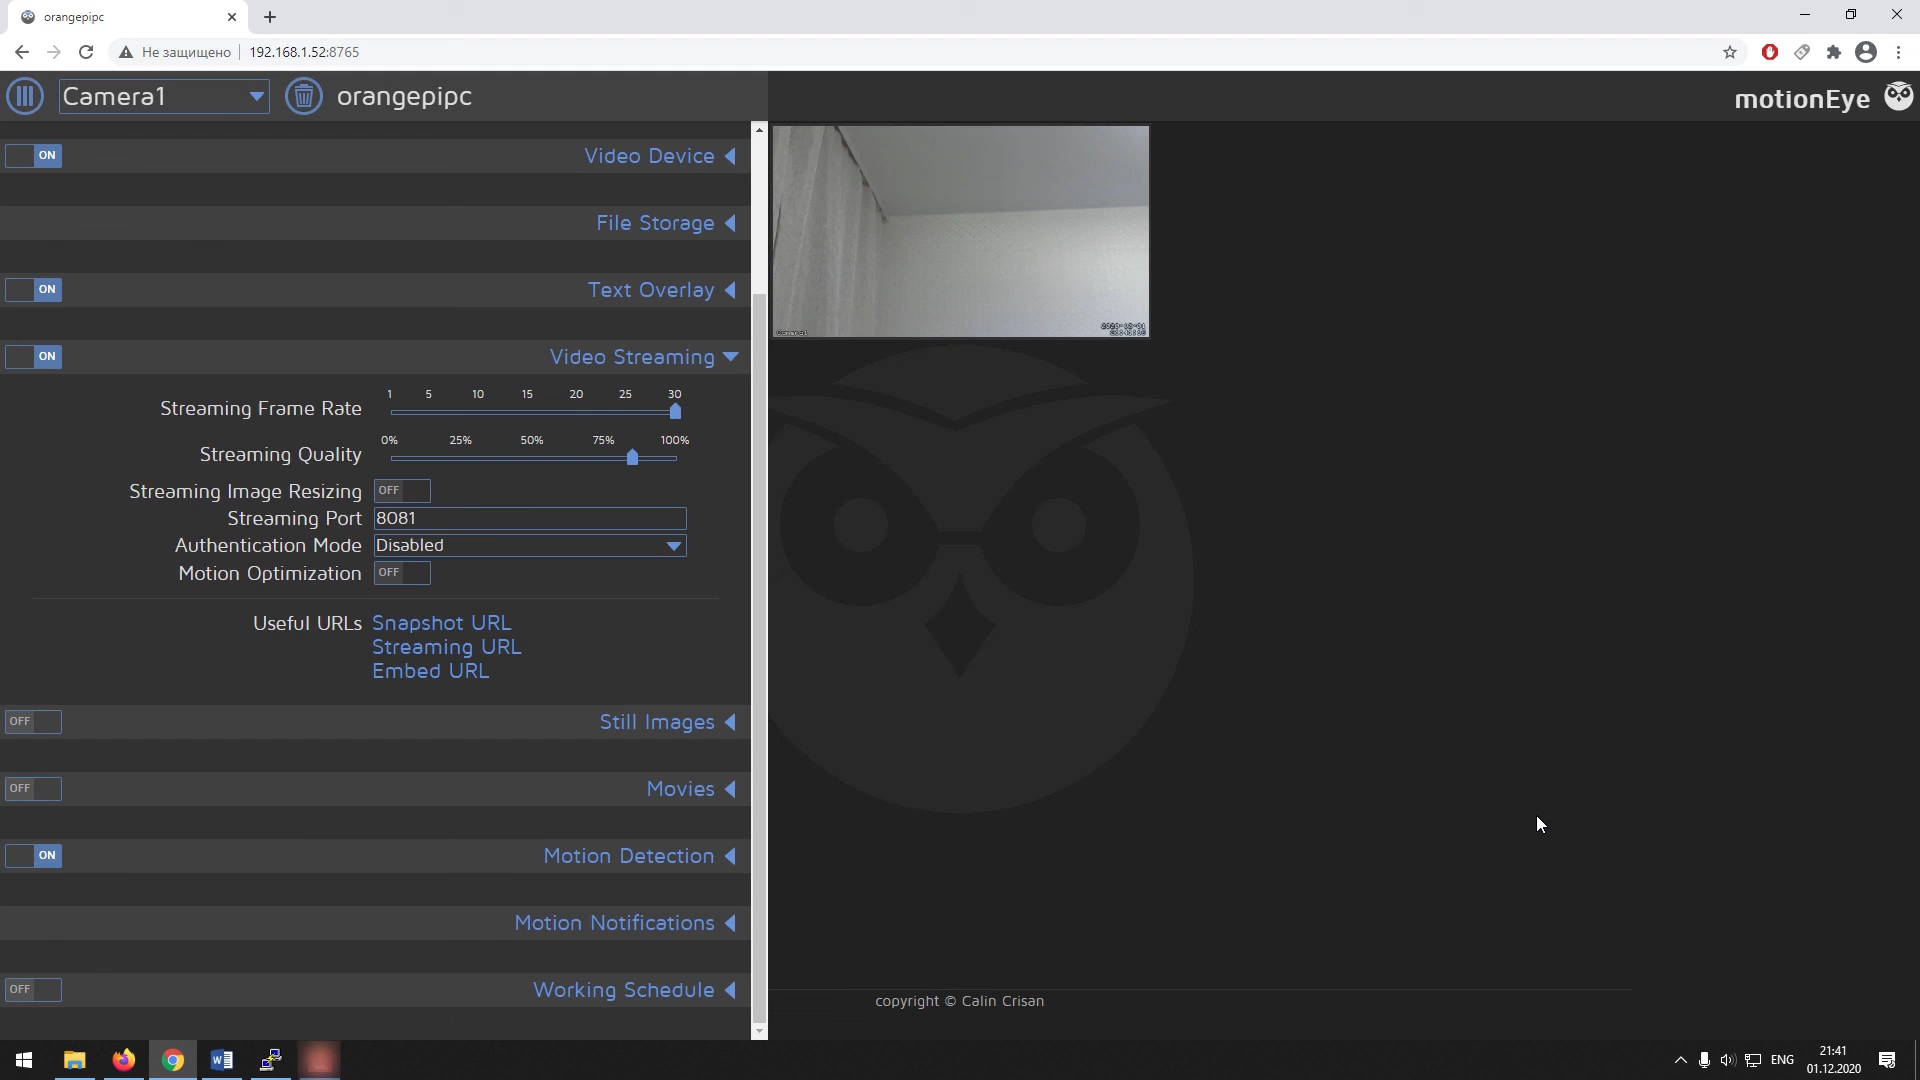 orangepipc
Не защищено 192.168.1.52:8765
Camera1
orangepipc
motionEye
ON Video Device
File Storage
ON Text Overlay
ON Video Streaming
1 5 10 15 20 25 30
Streaming Frame Rate
0% 25% 50% 75% 100%
Streaming Quality
Streaming Image Resizing OFF
Streaming Port 8081
Authentication Mode Disabled
Motion Optimization OFF
Useful URLs Snapshot URL
Streaming URL
Embed URL
OFF Still Images
OFF Movies
ON Motion Detection
Motion Notifications
OFF Working Schedule
Camera1
copyright © Calin Crisan
ENG
21:41
01.12.2020